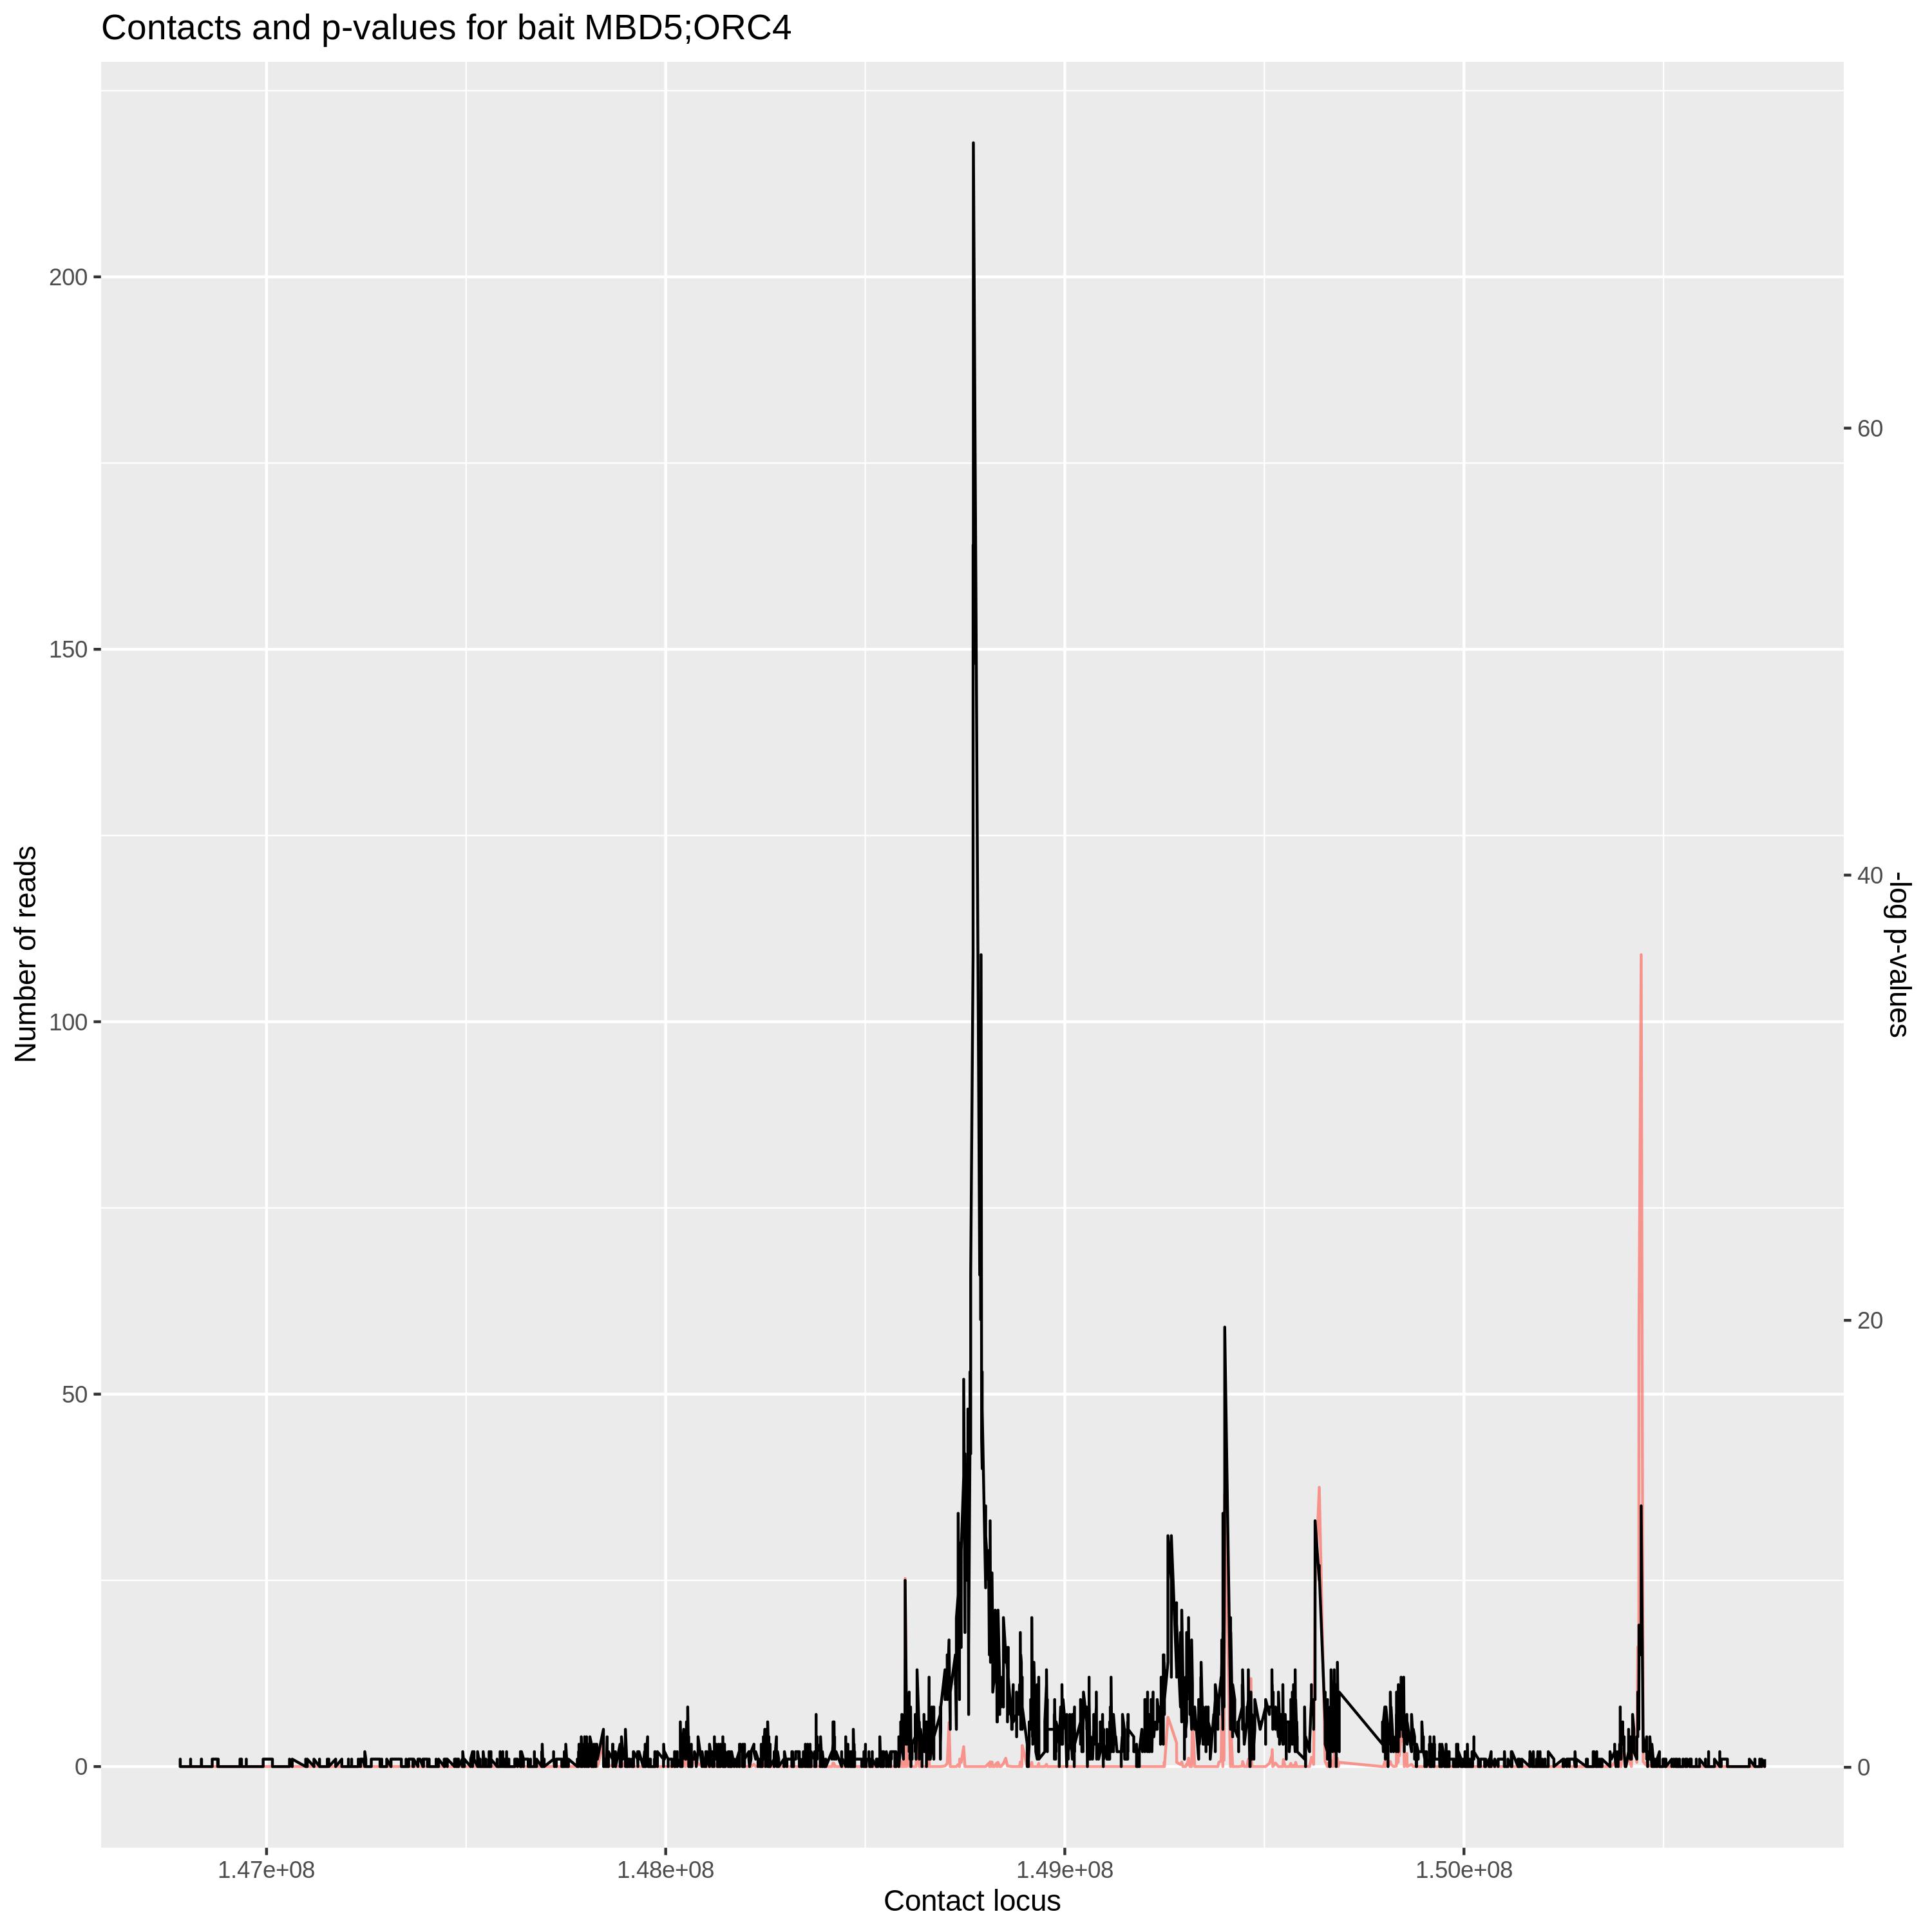 Contacts and p-values for bait MBD5;ORC4
200
150
100
50
0
Number of reads
60
40
20
0
-log p-values
1.47e+08
1.48e+08
1.49e+08
1.50e+08
Contact locus